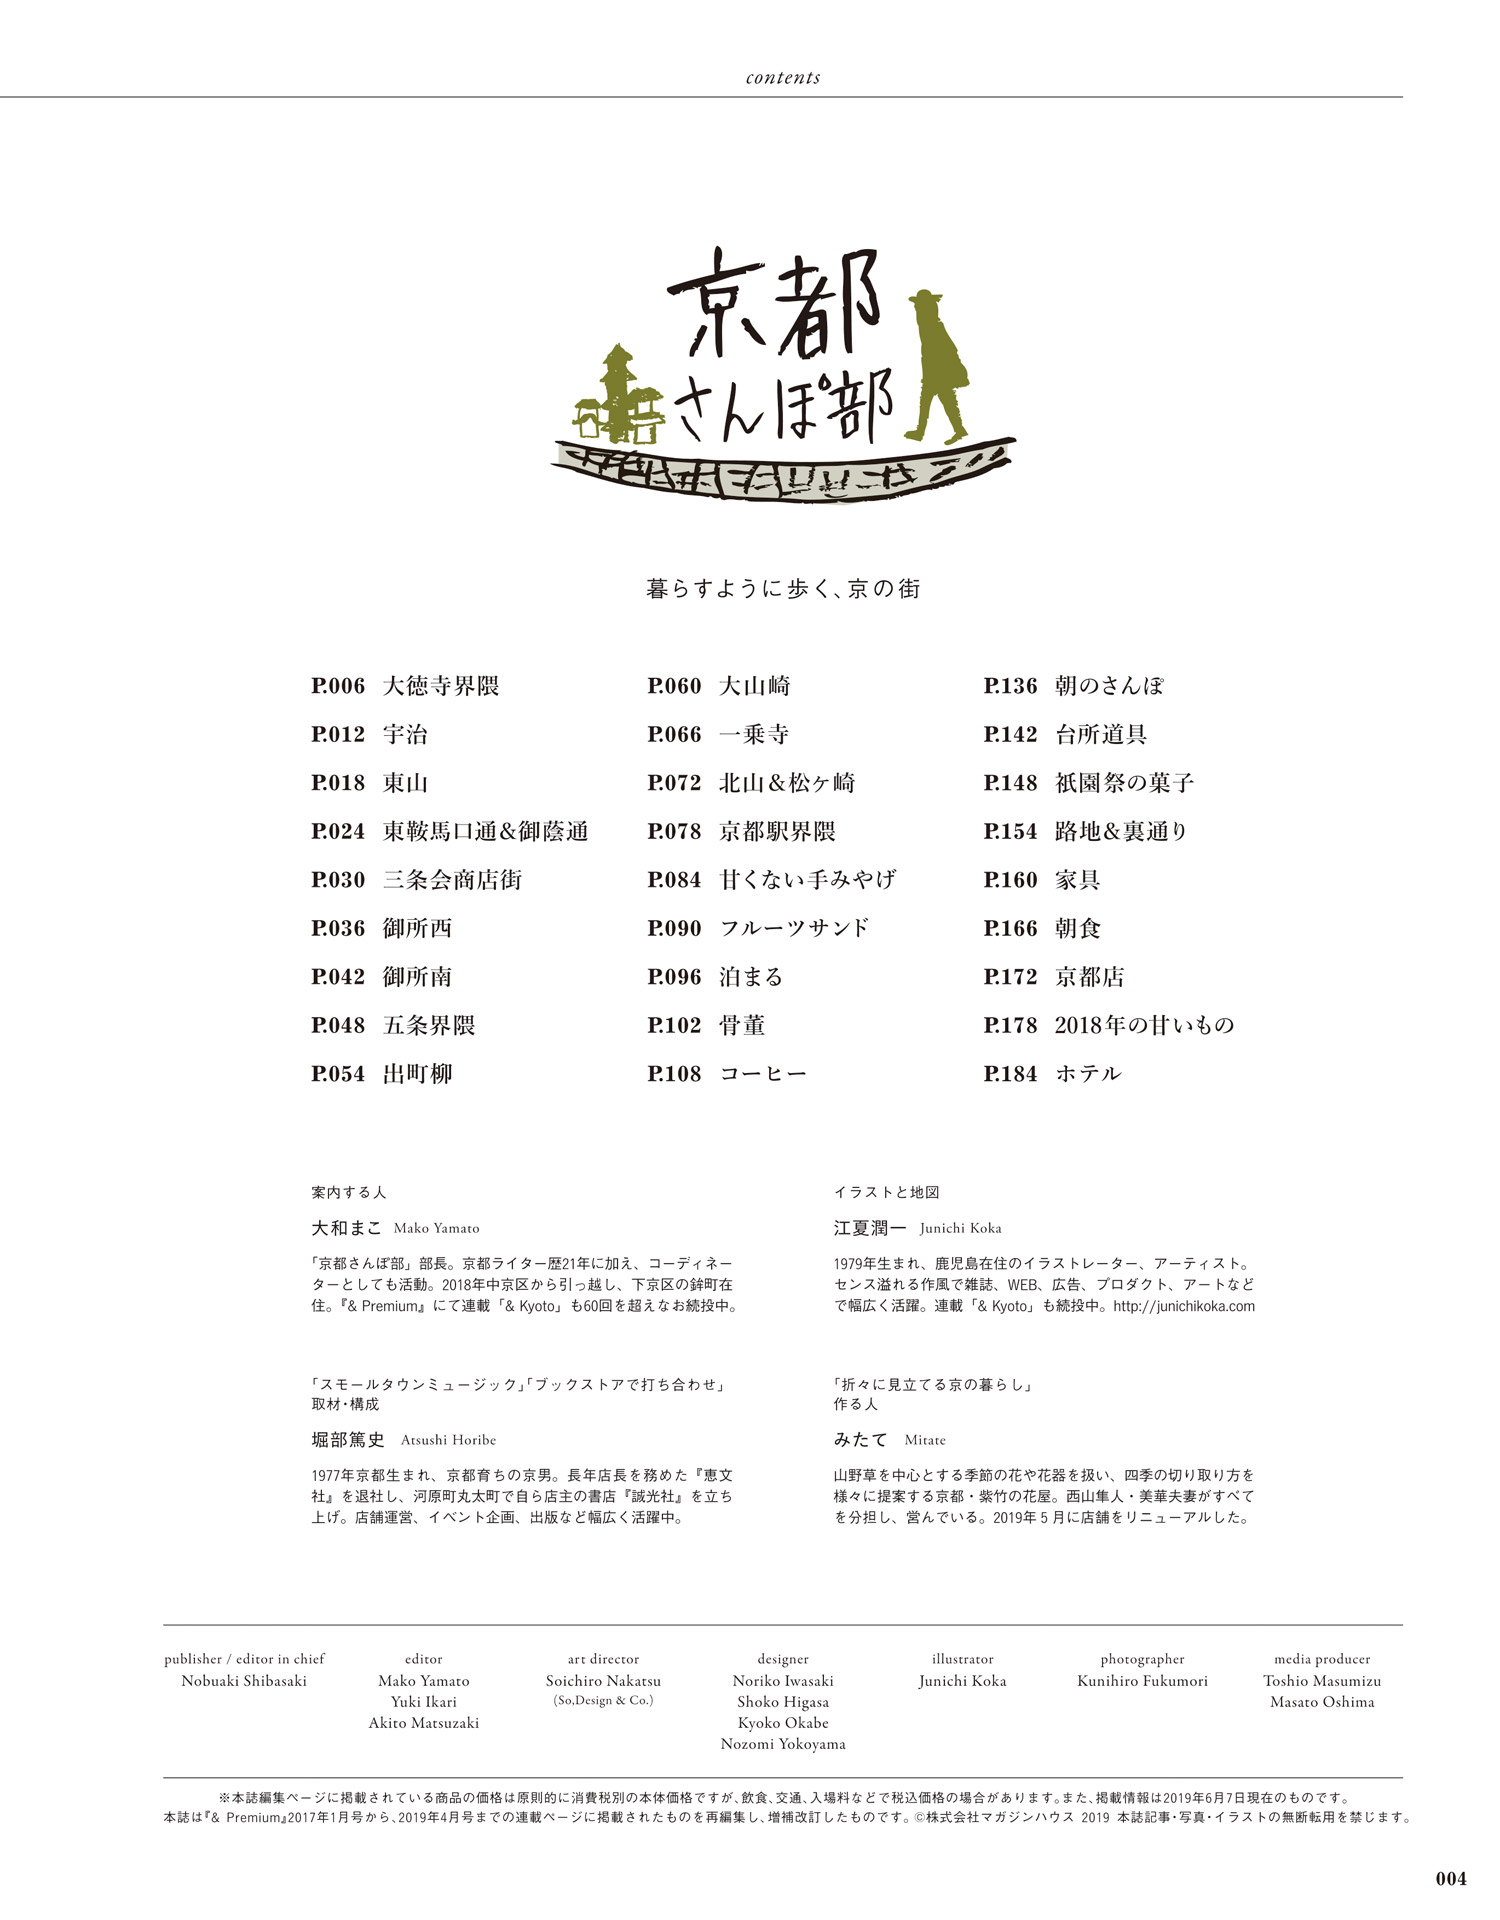 contents
京都
さんぽ部
暮らすように歩く、京の街
P.006 大徳寺界隈
P.012 宇治
P.018 東山
P.024 東鞍馬口通&御蔭通
P.030 三条会商店街
P.036 御所西
P.042 御所南
P.048 五条界隈
P.054 出町柳
P.060 大山崎
P.066 一乗寺
P.072 北山&松ヶ崎
P.078 京都駅界隈
P.084 甘くない手みやげ
P.090 フルーツサンド
P.096 泊まる
P.102 骨董
P.108 コーヒー
P.136 朝のさんぽ
P.142 台所道具
P.148 祇園祭の菓子
P.154 路地&裏通り
P.160 家具
P.166 朝食
P.172 京都店
P.178 2018年の甘いもの
P.184 ホテル
案内する人
大和まこ Mako Yamato
「京都さんぽ部」部長。京都ライター歴21年に加え、コーディネー
ターとしても活動。2018年中京区から引っ越し、下京区の鉾町在
住。『& Premium』にて連載「& Kyoto」も60回を超えなお続投中。
イラストと地図
江夏潤一 Junichi Koka
1979年生まれ、鹿児島在住のイラストレーター、アーティスト。
センス溢れる作風で雑誌、WEB、広告、プロダクト、アートなど
で幅広く活躍。連載「& Kyoto」も続投中。http://junichikoka.com
「スモールタウンミュージック」「ブックストアで打ち合わせ」
取材・構成
堀部篤史 Atsushi Horibe
1977年京都生まれ、京都育ちの京男。長年店長を務めた『恵文
社』を退社し、河原町丸太町で自ら店主の書店『誠光社』を立ち
上げ。店舗運営、イベント企画、出版など幅広く活躍中。
「折々に見立てる京の暮らし」
作る人
みたて Mitate
山野草を中心とする季節の花や花器を扱い、四季の切り取り方を
様々に提案する京都・紫竹の花屋。西山隼人・美華夫妻がすべて
を分担し、営んでいる。2019年5月に店舗をリニューアルした。
publisher / editor in chief
Nobuaki Shibasaki
editor
Mako Yamato
Yuki Ikari
Akito Matsuzaki
art director
Soichiro Nakatsu
(So,Design & Co.)
designer
Noriko Iwasaki
Shoko Higasa
Kyoko Okabe
Nozomi Yokoyama
illustrator
Junichi Koka
photographer
Kunihiro Fukumori
media producer
Toshio Masumizu
Masato Oshima
※本誌編集ページに掲載されている商品の価格は原則的に消費税別の本体価格ですが、飲食、交通、入場料などで税込価格の場合があります。また、掲載情報は2019年6月7日現在のものです。
本誌は『& Premium』2017年1月号から、2019年4月号までの連載ページに掲載されたものを再編集し、増補改訂したものです。©株式会社マガジンハウス 2019 本誌記事・写真・イラストの無断転用を禁じます。
004